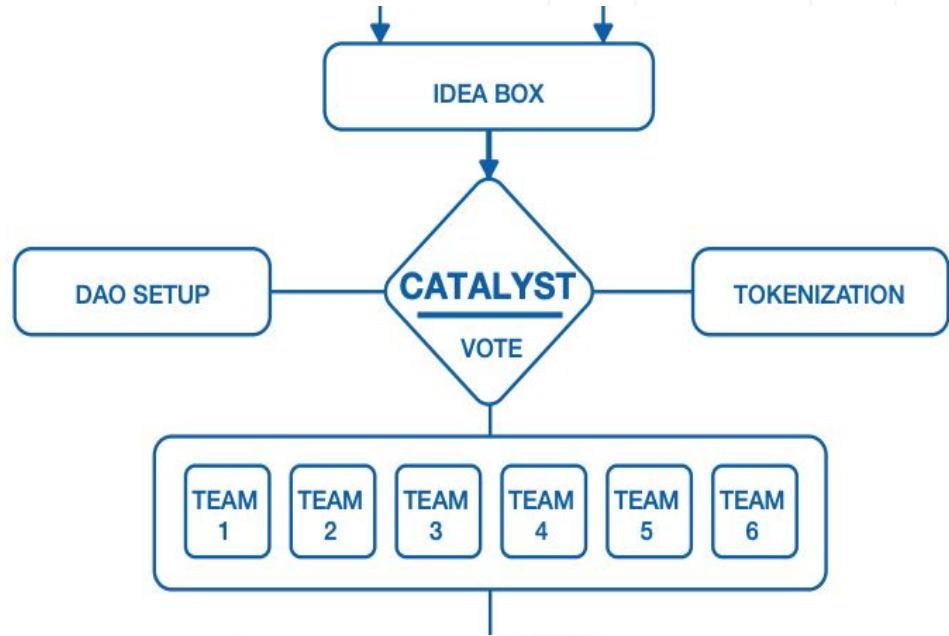 IDEA BOX
DAO SETUP
CATALYST
VOTE
TOKENIZATION
TEAM
1
TEAM
2
TEAM
3
TEAM
4
TEAM
5
TEAM
6